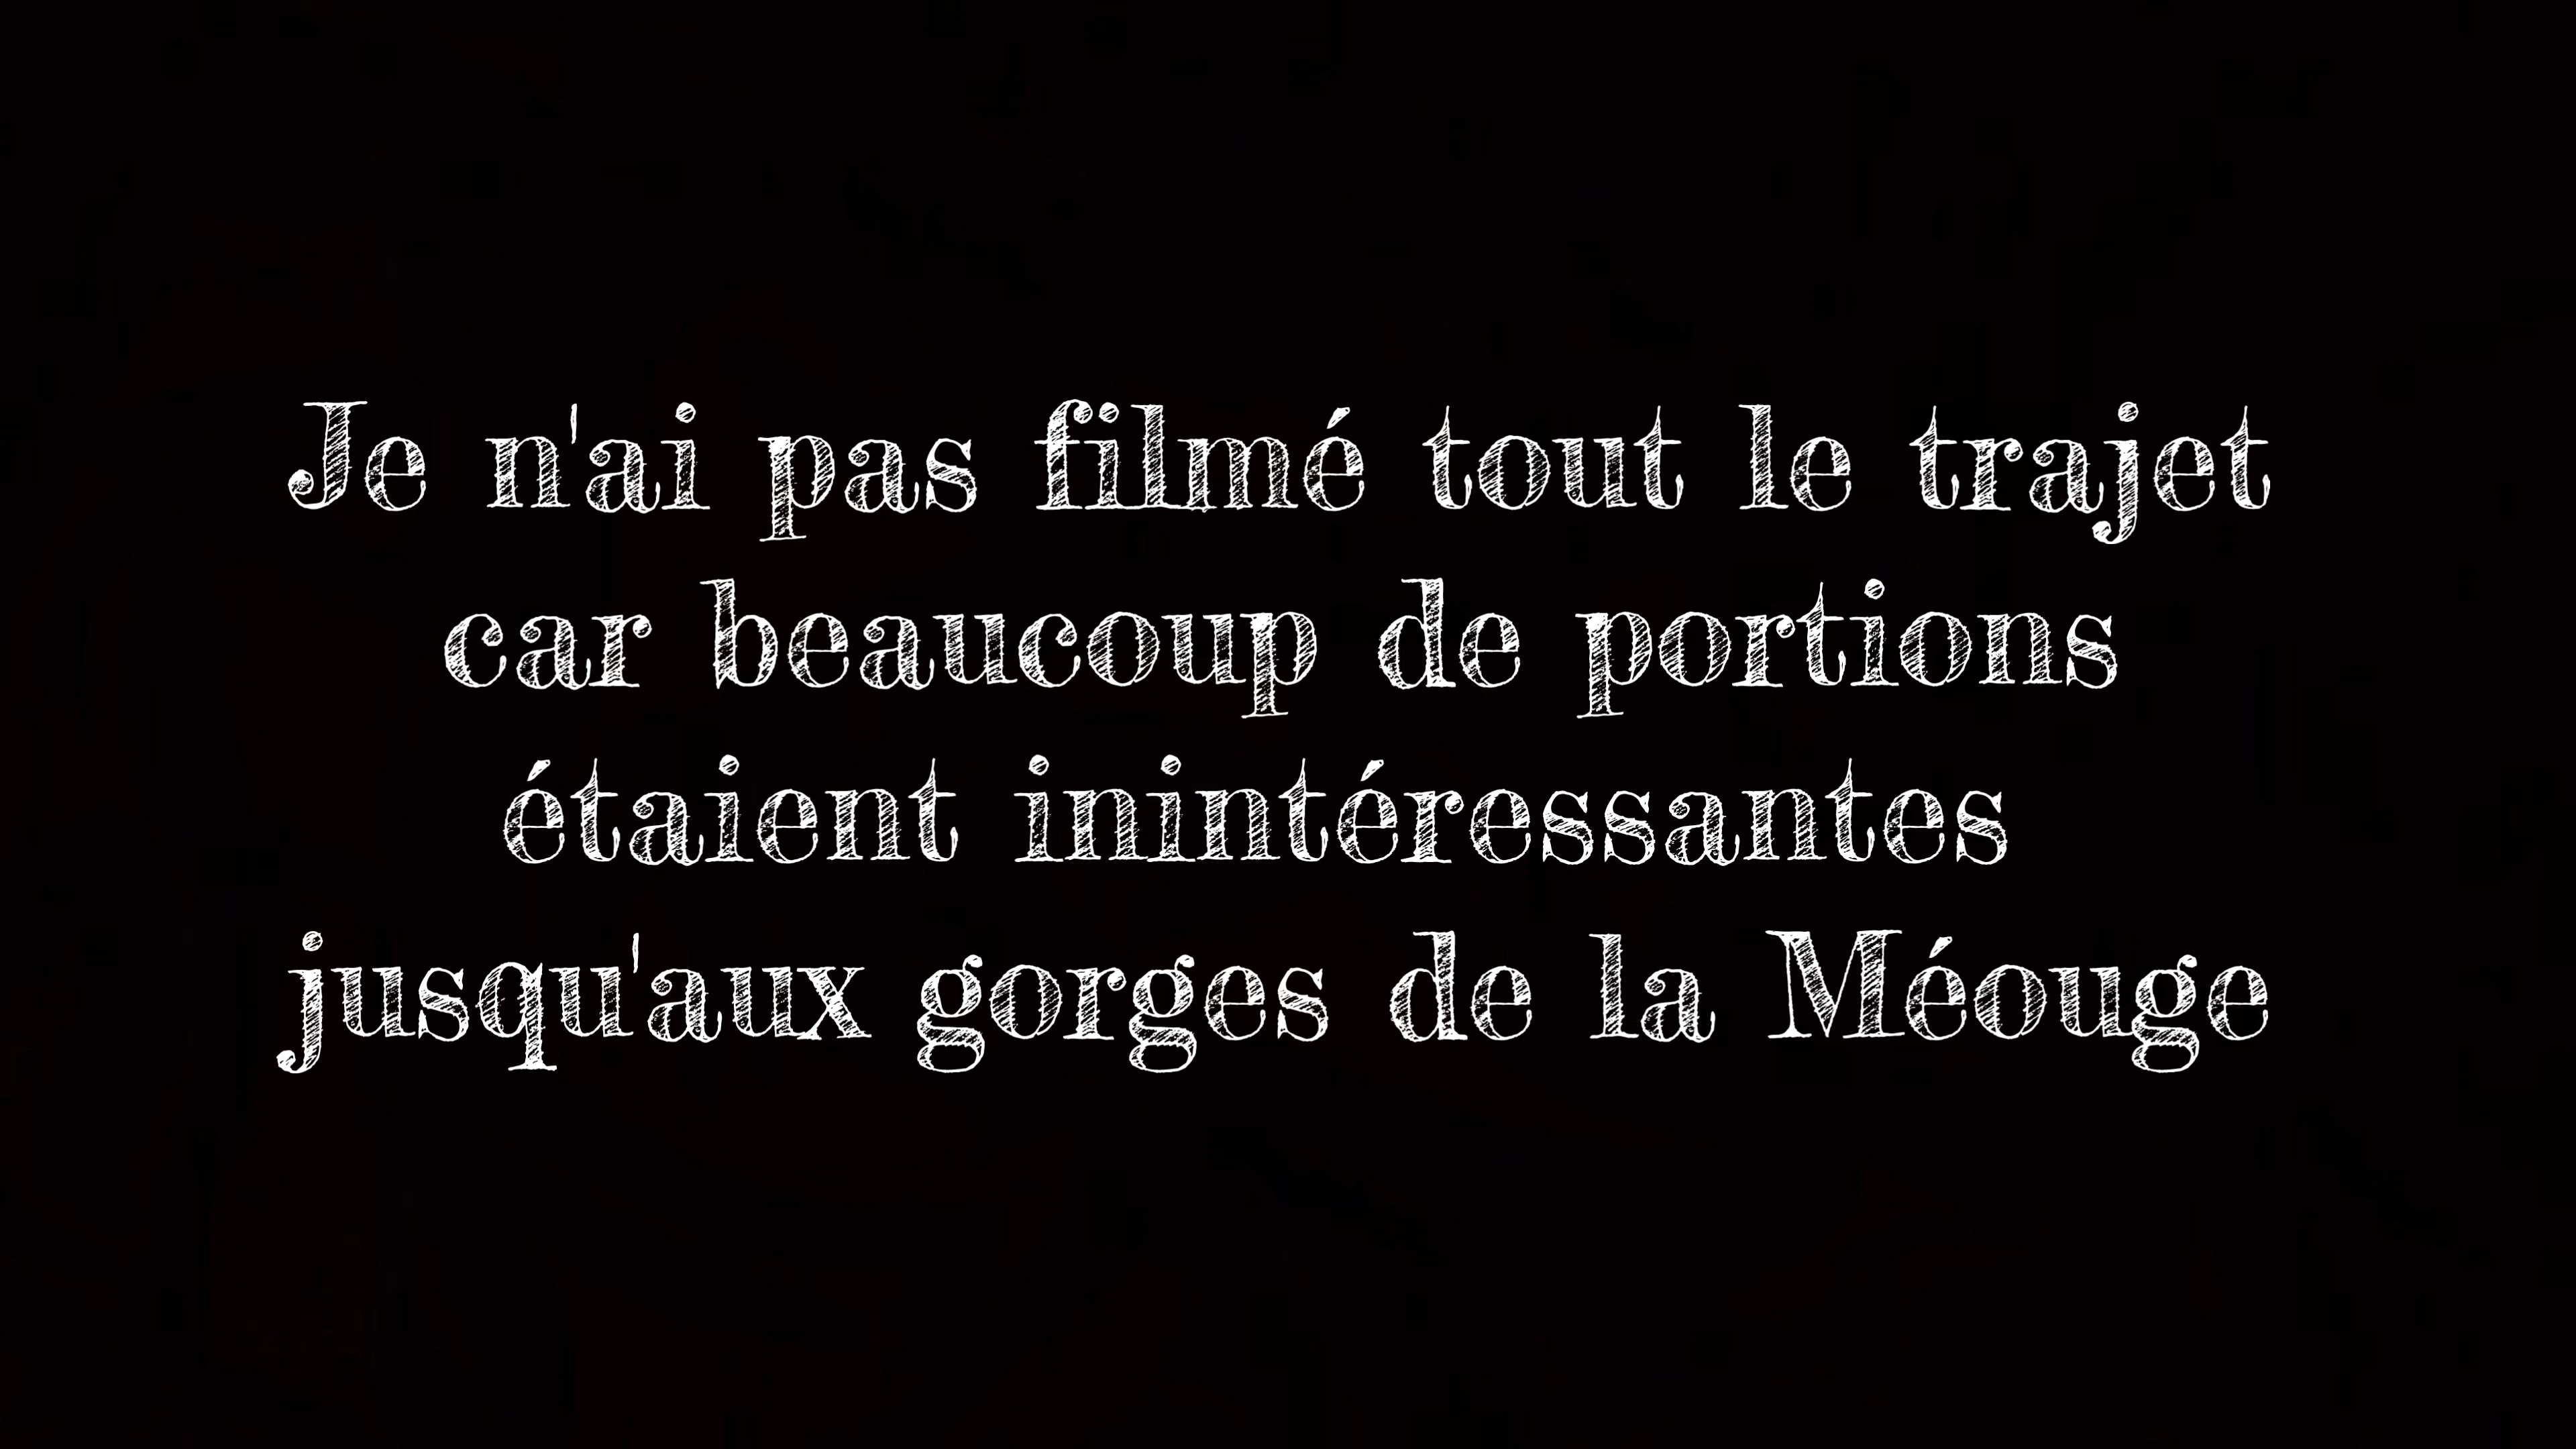 Je n'ai pas filmé tout le trajet
car beaucoup de portions
étaient inintéressantes
jusqu'aux gorges de la Méouge